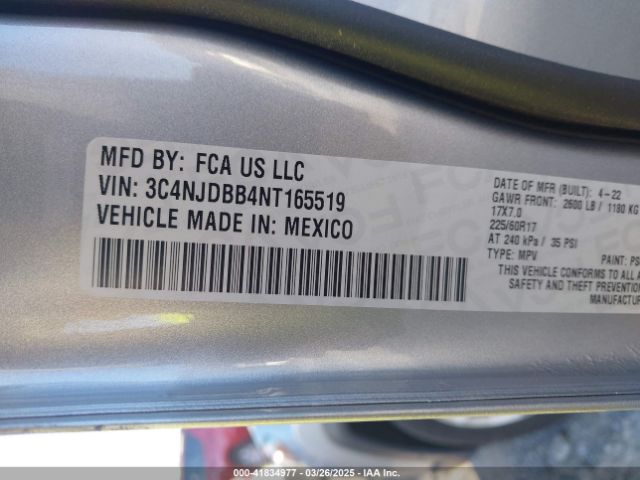 MFD BY: FCA US LLC
VIN: 3C4NJDBB4NT165519
VEHICLE MADE IN: MEXICO
DATE OF MFR (BUILT): 4-22
GAWR FRONT: 2600 LB / 1180 KG
17X7.0
225/60R17
AT 240 kPa / 35 PSI
TYPE: MPV PAINT: PS
THIS VEHICLE CONFORMS TO ALL A
SAFETY AND THEFT PREVENTION
MANUFACTUR
000-41834977 — 03/26/2025 — IAA Inc.